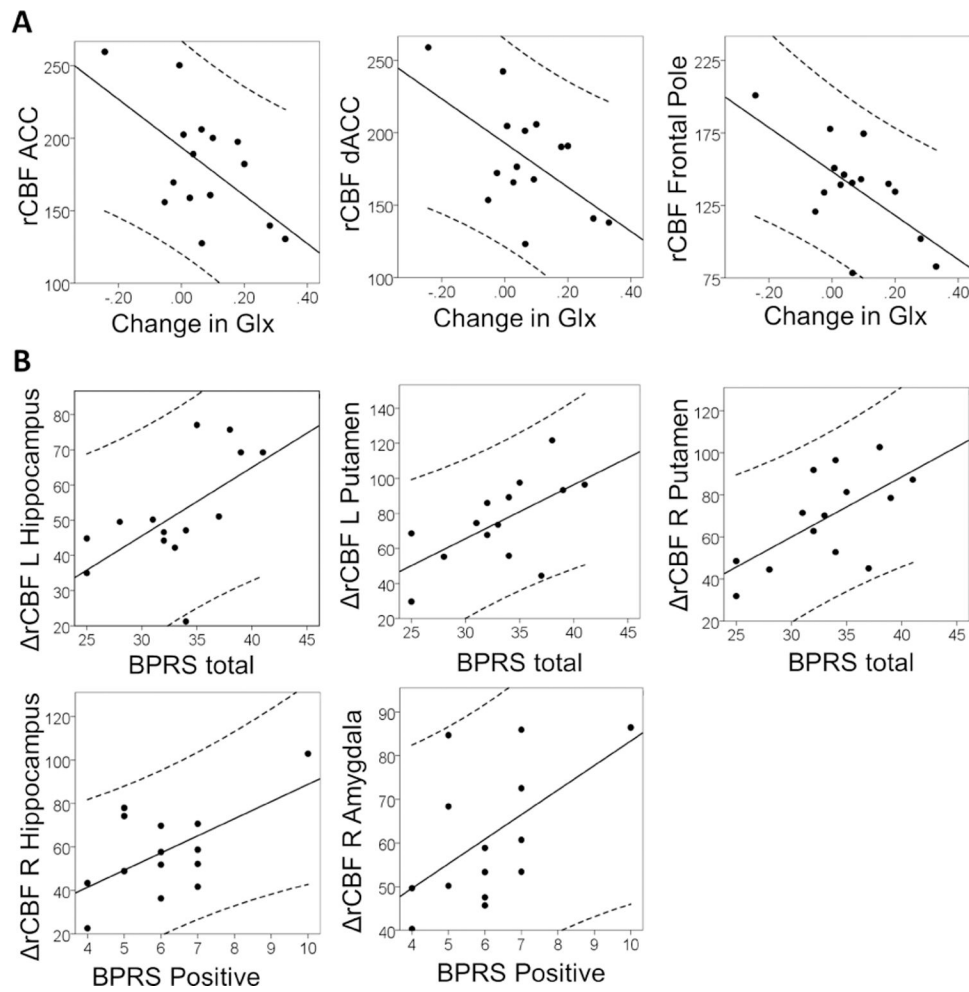 A
rCBF ACC
250
200
150
100
-.20 .00 .20 .40
Change in Glx
rCBF dACC
250
200
150
100
-.20 .00 .20 .40
Change in Glx
rCBF Frontal Pole
225
175
125
75
-.20 .00 .20 .40
Change in Glx
B
ΔrCBF L Hippocampus
80
70
60
50
40
30
20
25 30 35 40 45
BPRS total
ΔrCBF L Putamen
140
120
100
80
60
40
20
25 30 35 40 45
BPRS total
ΔrCBF R Putamen
120
100
80
60
40
20
25 30 35 40 45
BPRS total
ΔrCBF R Hippocampus
120
100
80
60
40
20
4 5 6 7 8 9 10
BPRS Positive
ΔrCBF R Amygdala
90
80
70
60
50
40
4 5 6 7 8 9 10
BPRS Positive